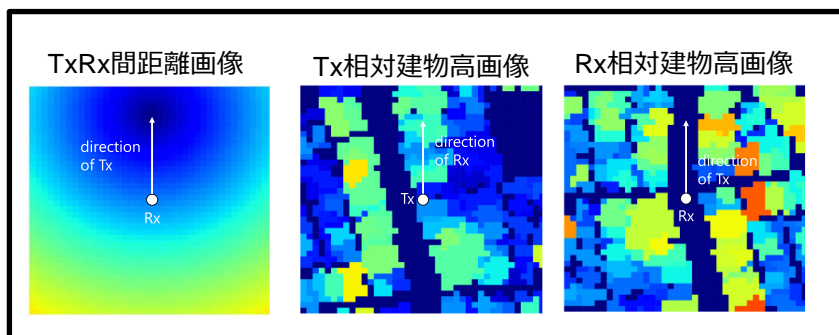 TxRx間距離画像
direction
of Tx
Rx
Tx相対建物高画像
direction
of Rx
Tx
Rx相対建物高画像
direction
of Tx
Rx